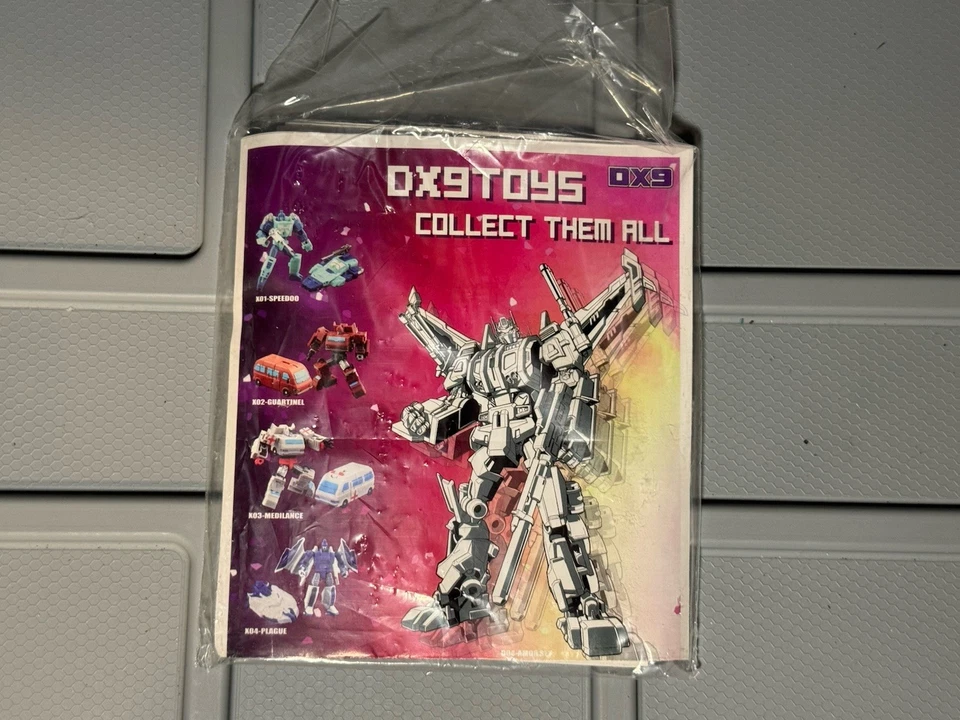 DX9TOYS
DX9
COLLECT THEM ALL
X01-SPEEDOO
X02-GUARTINEL
X03-MEDILANCE
X04-PLAGUE